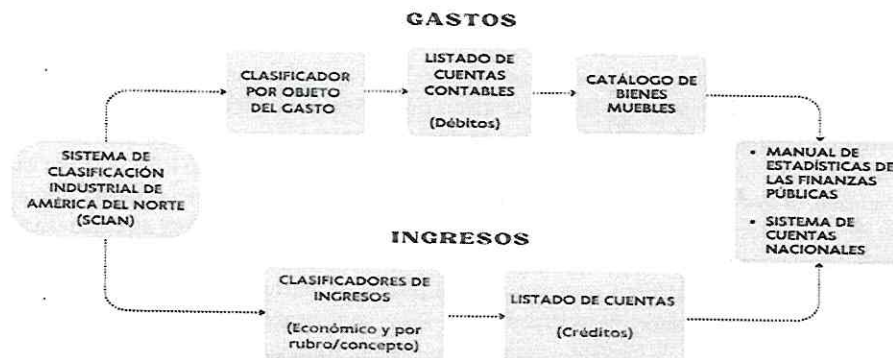 GASTOS
CLASIFICADOR
POR OBJETO
DEL GASTO
LISTADO DE
CUENTAS
CONTABLES
(Débitos)
CATÁLOGO DE
BIENES
MUEBLES
SISTEMA DE
CLASIFICACIÓN
INDUSTRIAL DE
AMÉRICA DEL NORTE
(SCIAN)
• MANUAL DE
ESTADÍSTICAS DE
LAS FINANZAS
PÚBLICAS
• SISTEMA DE
CUENTAS
NACIONALES
INGRESOS
CLASIFICADORES DE
INGRESOS
(Económico y por
rubro/concepto)
LISTADO DE CUENTAS
(Créditos)